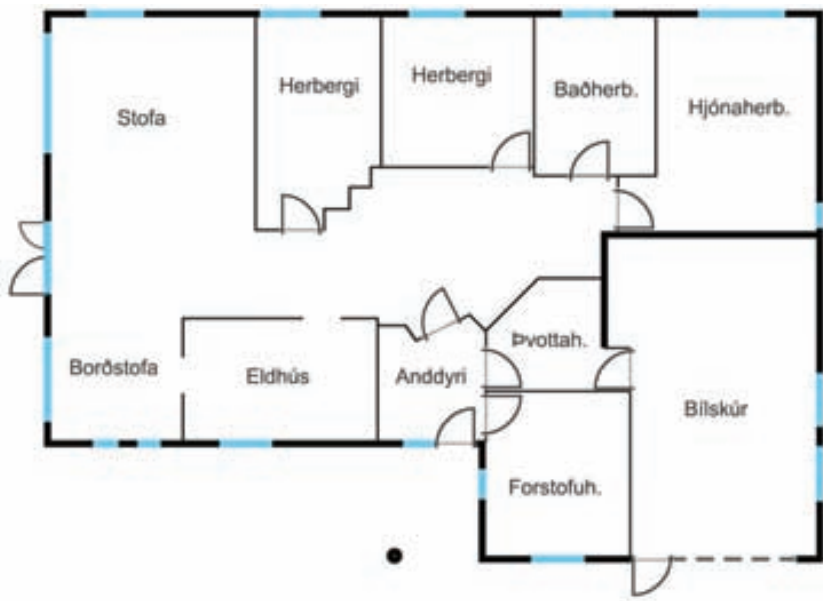 Stofa
Herbergi
Herbergi
Baðherb.
Hjónaherb.
Borðstofa
Eldhús
Anddyri
Þvottah.
Bílskúr
Forstofuh.